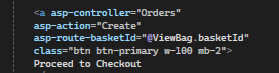 <a asp-controller="Orders"
asp-action="Create"
asp-route-basketId="@ViewBag.basketId"
class="btn btn-primary w-100 mb-2">
Proceed to Checkout